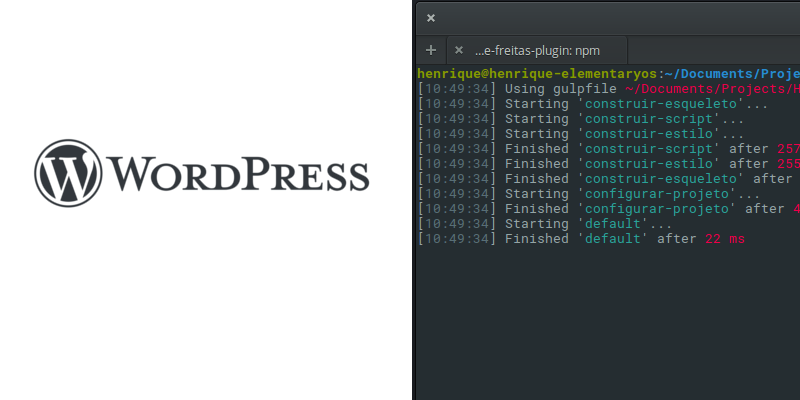 WORDPRESS
...e-freitas-plugin: npm
henrique@henrique-elementaryos:~/Documents/Proje
[10:49:34] Using gulpfile ~/Documents/Projects/H
[10:49:34] Starting 'construir-esqueleto'...
[10:49:34] Starting 'construir-script'...
[10:49:34] Starting 'construir-estilo'...
[10:49:34] Finished 'construir-script' after 257
[10:49:34] Finished 'construir-estilo' after 255
[10:49:34] Finished 'construir-esqueleto' after
[10:49:34] Starting 'configurar-projeto'...
[10:49:34] Finished 'configurar-projeto' after 4
[10:49:34] Starting 'default'...
[10:49:34] Finished 'default' after 22 ms